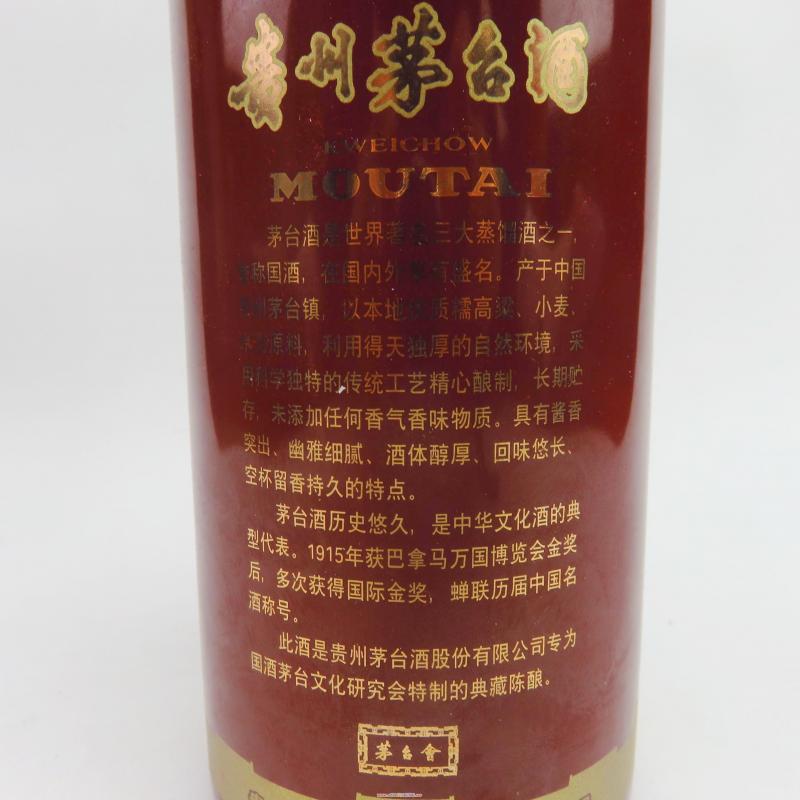 贵州茅台酒
KWEICHOW
MOUTAI
茅台酒是世界著名三大蒸馏酒之一，
被称国酒，在国内外享有盛名。产于中国
贵州茅台镇，以本地优质糯高粱、小麦、
水为原料，利用得天独厚的自然环境，采
用科学独特的传统工艺精心酿制，长期贮
存，未添加任何香气香味物质。具有酱香
突出、幽雅细腻、酒体醇厚、回味悠长、
空杯留香持久的特点。
茅台酒历史悠久，是中华文化酒的典
型代表。1915年获巴拿马万国博览会金奖
后，多次获得国际金奖，蝉联历届中国名
酒称号。
此酒是贵州茅台酒股份有限公司专为
国酒茅台文化研究会特制的典藏陈酿。
茅台會